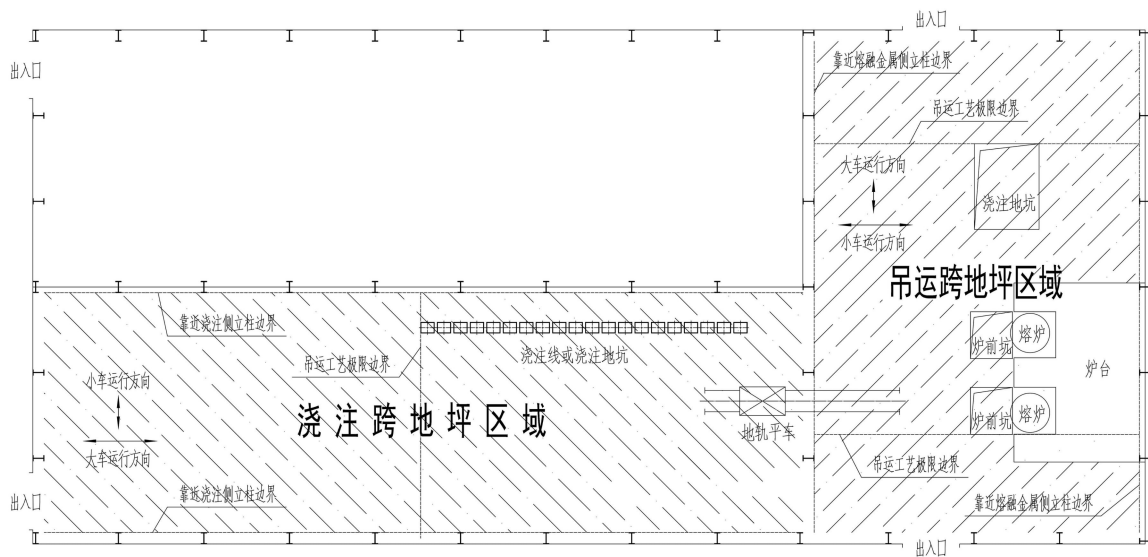 出入口
出入口
靠近熔融金属侧立柱边界
吊运工艺极限边界
大车运行方向
小车运行方向
浇注地坑
吊运跨地坪区域
靠近浇注侧立柱边界
浇注线或浇注地坑
吊运工艺极限边界
炉前坑
熔炉
炉台
小车运行方向
大车运行方向
浇注跨地坪区域
地轨平车
炉前坑
熔炉
吊运工艺极限边界
靠近浇注侧立柱边界
出入口
靠近熔融金属侧立柱边界
出入口